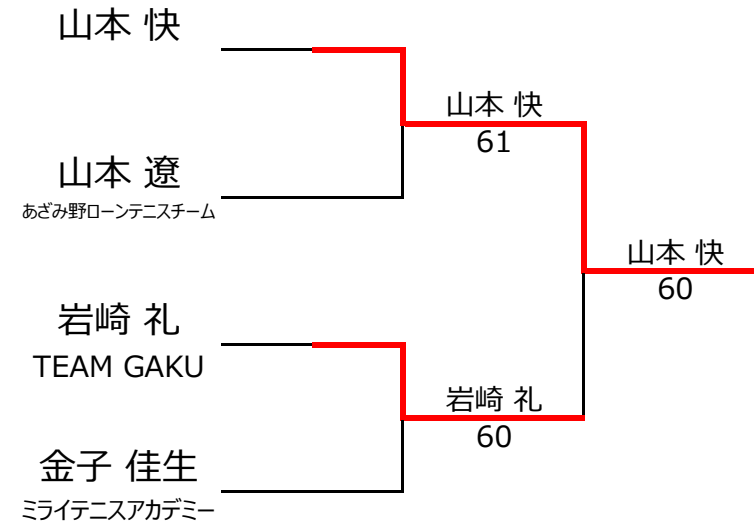 山本 快
山本 快
61
山本 遼
あざみ野ローンテニスチーム
山本 快
60
岩崎 礼
TEAM GAKU
岩崎 礼
60
金子 佳生
ミライテニスアカデミー